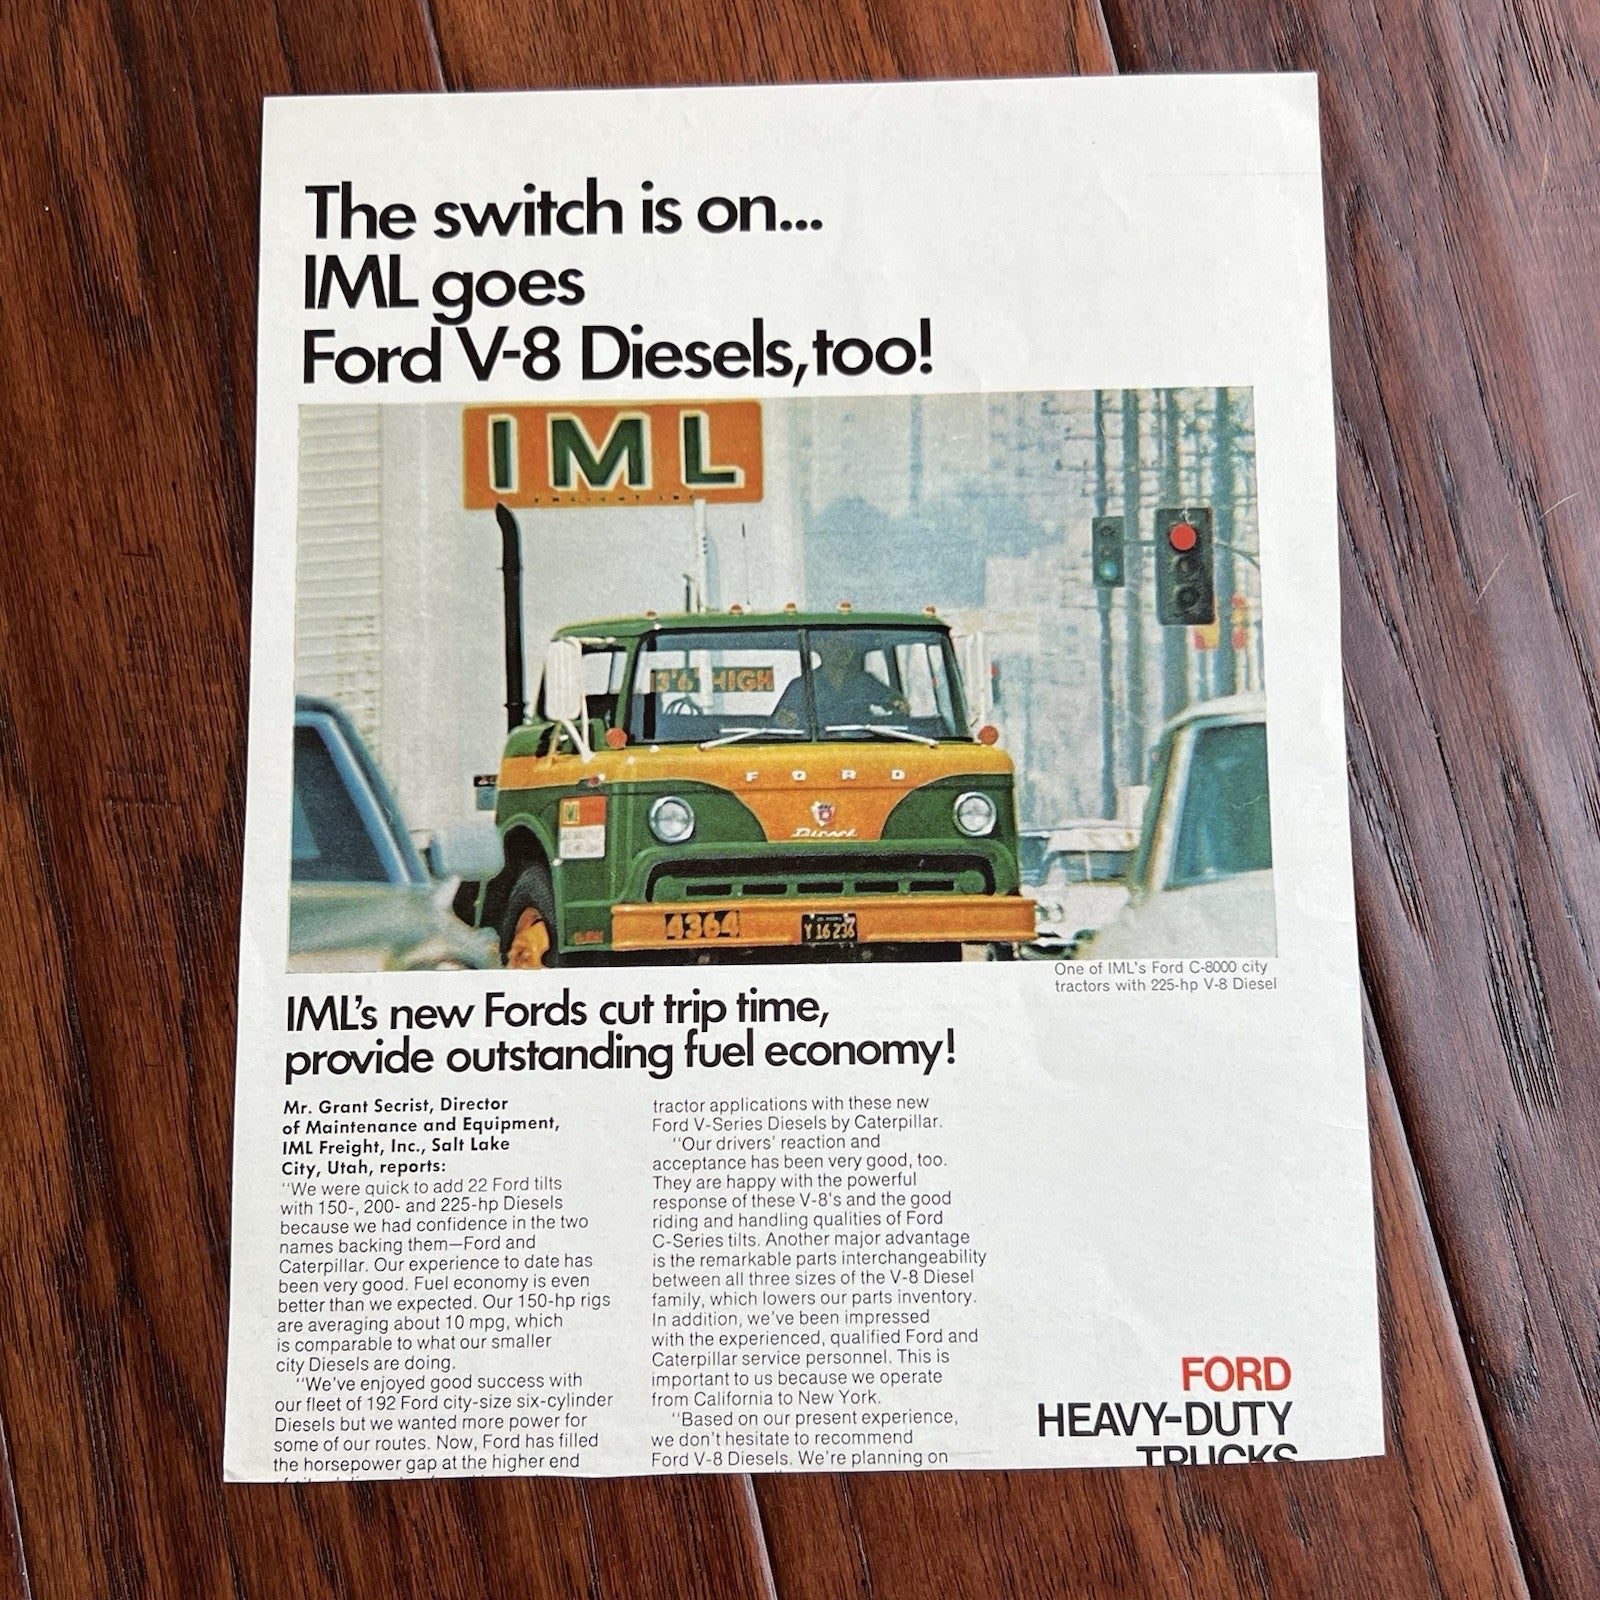 The switch is on...
IML goes
Ford V-8 Diesels, too!
IML
FREIGHT INC
13'6" HIGH
FORD
Diesel
4364
Y 16 236
One of IML's Ford C-8000 city
tractors with 225-hp V-8 Diesel
IML's new Fords cut trip time,
provide outstanding fuel economy!
Mr. Grant Secrist, Director
of Maintenance and Equipment,
IML Freight, Inc., Salt Lake
City, Utah, reports:
"We were quick to add 22 Ford tilts
with 150-, 200- and 225-hp Diesels
because we had confidence in the two
names backing them—Ford and
Caterpillar. Our experience to date has
been very good. Fuel economy is even
better than we expected. Our 150-hp rigs
are averaging about 10 mpg, which
is comparable to what our smaller
city Diesels are doing.
"We've enjoyed good success with
our fleet of 192 Ford city-size six-cylinder
Diesels but we wanted more power for
some of our routes. Now, Ford has filled
the horsepower gap at the higher end
tractor applications with these new
Ford V-Series Diesels by Caterpillar.
"Our drivers' reaction and
acceptance has been very good, too.
They are happy with the powerful
response of these V-8's and the good
riding and handling qualities of Ford
C-Series tilts. Another major advantage
is the remarkable parts interchangeability
between all three sizes of the V-8 Diesel
family, which lowers our parts inventory.
In addition, we've been impressed
with the experienced, qualified Ford and
Caterpillar service personnel. This is
important to us because we operate
from California to New York.
"Based on our present experience,
we don't hesitate to recommend
Ford V-8 Diesels. We're planning on
FORD
HEAVY-DUTY
TRUCKS